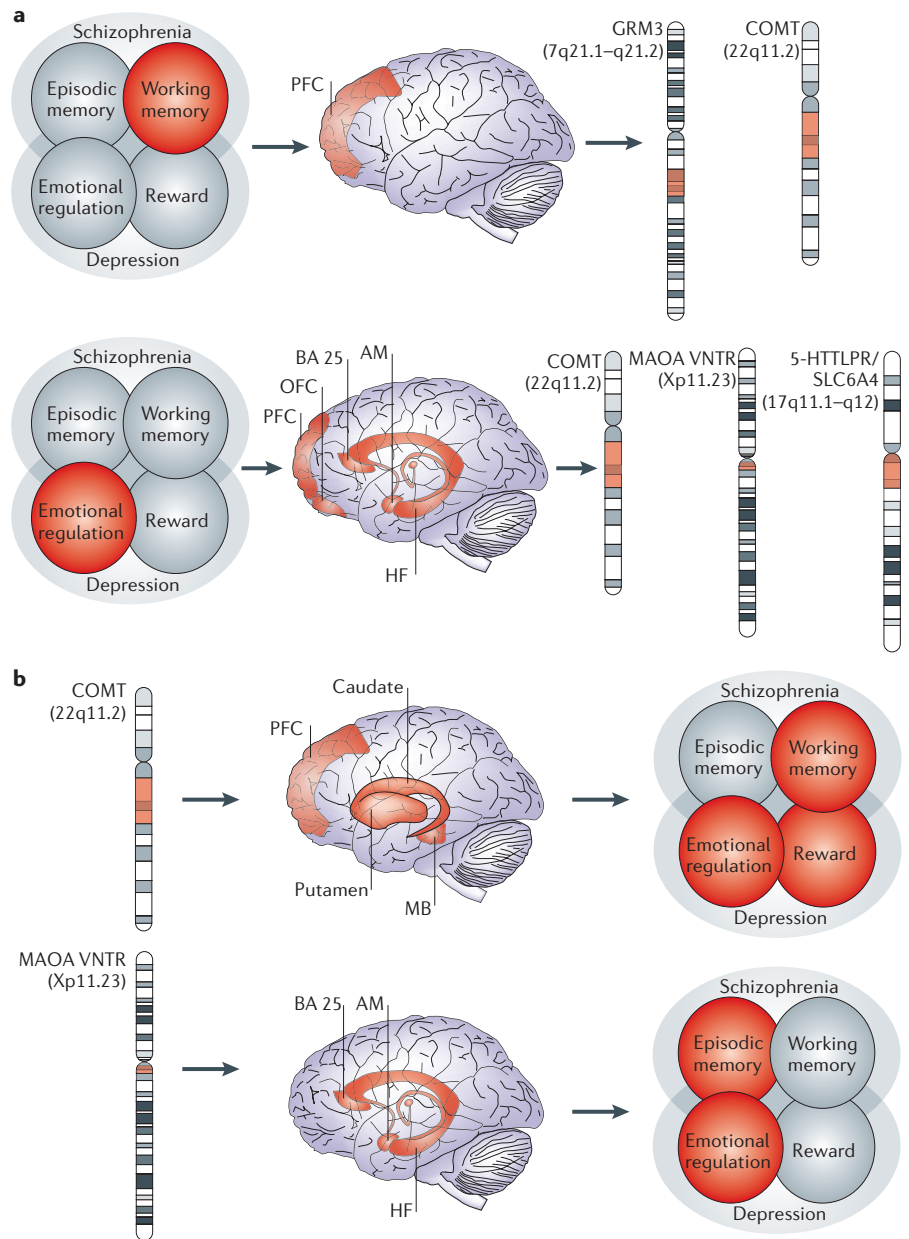 a
Schizophrenia
Episodic
memory
Working
memory
Emotional
regulation
Reward
Depression
PFC
GRM3
(7q21.1–q21.2)
COMT
(22q11.2)
Schizophrenia
Episodic
memory
Working
memory
Emotional
regulation
Reward
Depression
BA 25
AM
OFC
PFC
HF
COMT
(22q11.2)
MAOA VNTR
(Xp11.23)
5-HTTLPR/
SLC6A4
(17q11.1–q12)
b
COMT
(22q11.2)
Caudate
PFC
Putamen
MB
Schizophrenia
Episodic
memory
Working
memory
Emotional
regulation
Reward
Depression
MAOA VNTR
(Xp11.23)
BA 25
AM
HF
Schizophrenia
Episodic
memory
Working
memory
Emotional
regulation
Reward
Depression